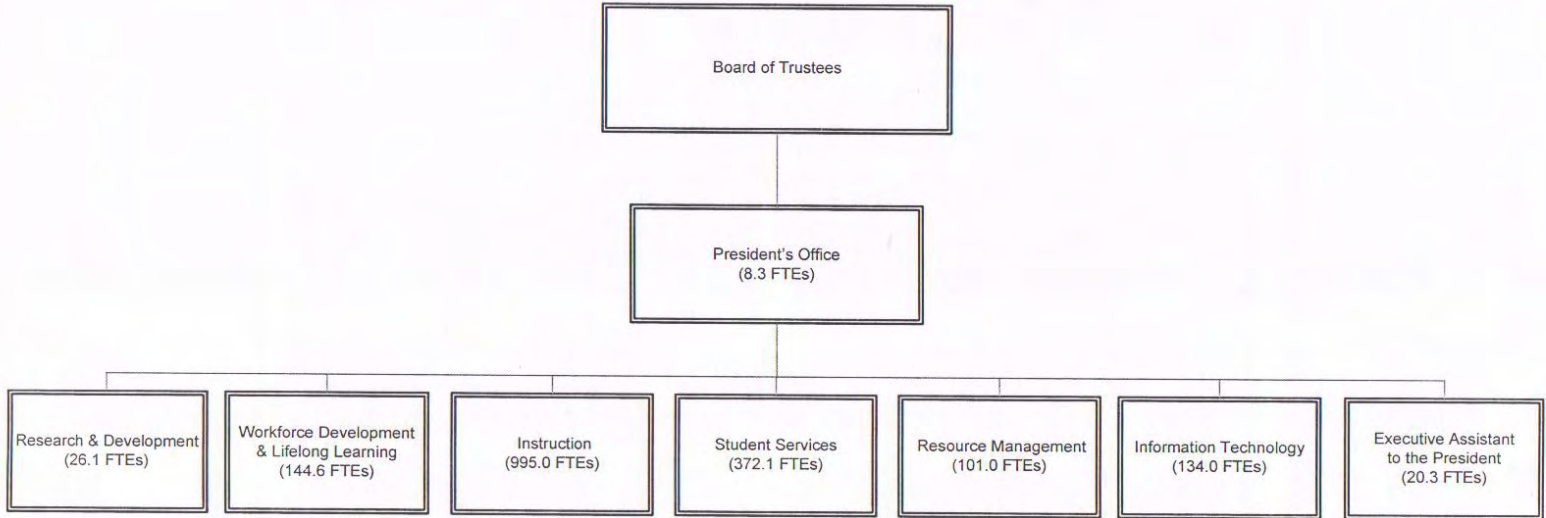 Board of Trustees
President's Office
(8.3 FTEs)
Research & Development
(26.1 FTEs)
Workforce Development
& Lifelong Learning
(144.6 FTEs)
Instruction
(995.0 FTEs)
Student Services
(372.1 FTEs)
Resource Management
(101.0 FTEs)
Information Technology
(134.0 FTEs)
Executive Assistant
to the President
(20.3 FTEs)